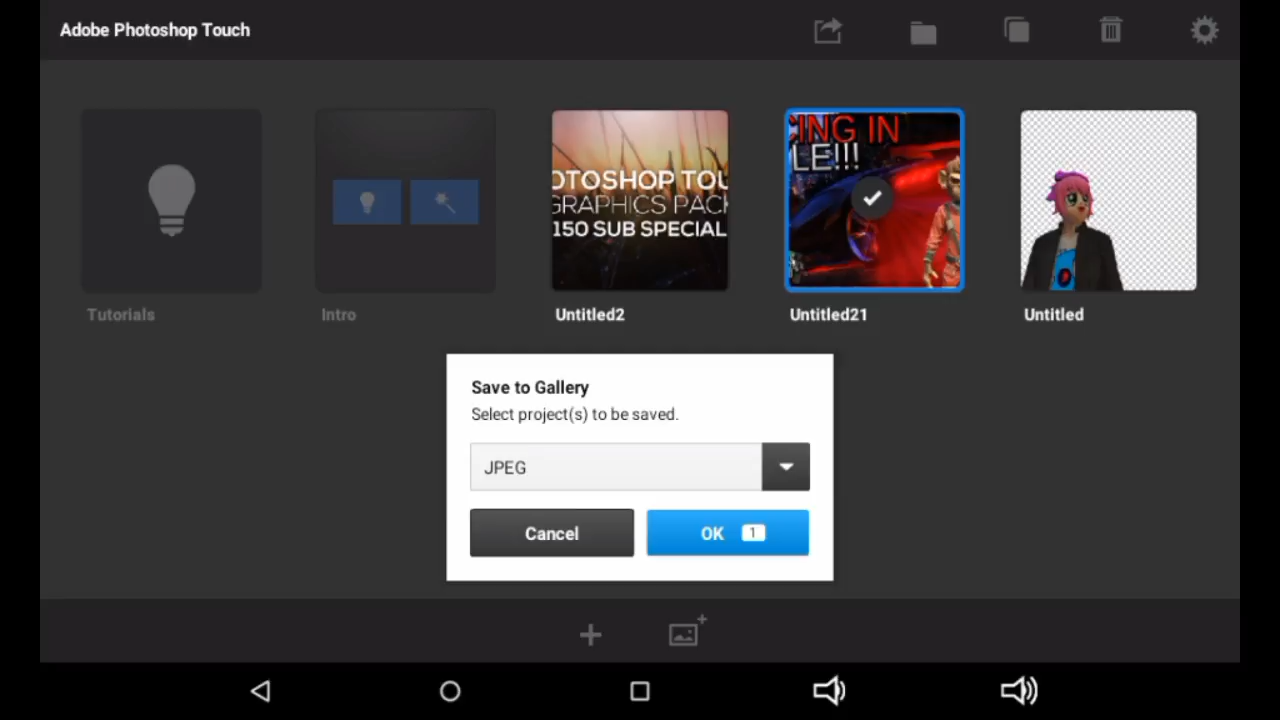 Adobe Photoshop Touch
OTOSHOP TOU
GRAPHICS PACK
150 SUB SPECIAL
CING IN
LE!!!
Tutorials
Intro
Untitled2
Untitled21
Untitled
Save to Gallery
Select project(s) to be saved.
JPEG
Cancel
OK 1